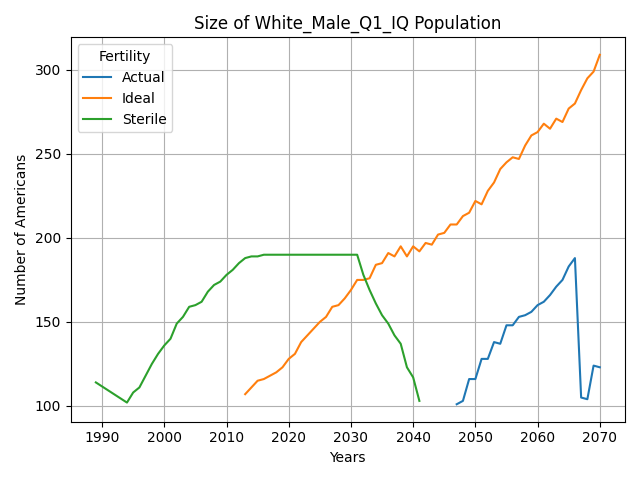 Size of White_Male_Q1_IQ Population
Fertility
Actual
Ideal
Sterile
Number of Americans
300
250
200
150
100
1990 2000 2010 2020 2030 2040 2050 2060 2070
Years